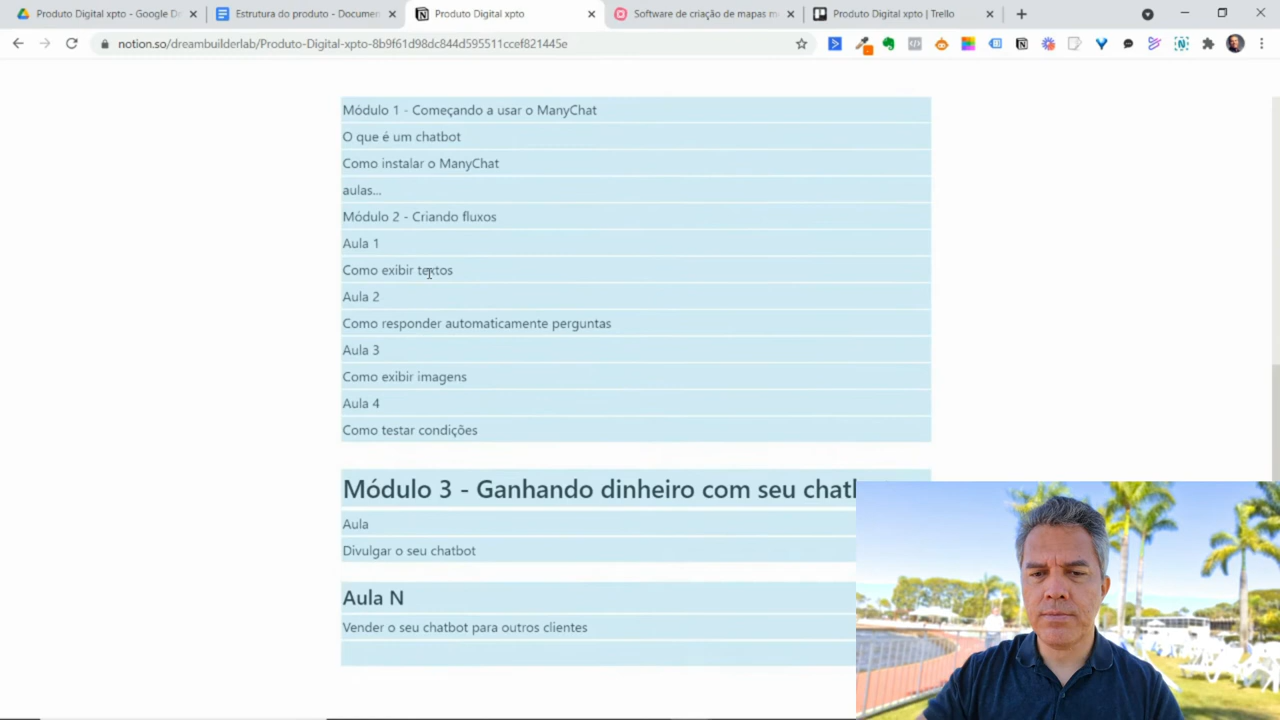 Produto Digital xpto - Google Dr
Estrutura do produto - Documen
Produto Digital xpto
Software de criação de mapas m
Produto Digital xpto | Trello
notion.so/dreambuilderlab/Produto-Digital-xpto-8b9f61d98dc844d595511ccef821445e
Módulo 1 - Começando a usar o ManyChat
O que é um chatbot
Como instalar o ManyChat
aulas...
Módulo 2 - Criando fluxos
Aula 1
Como exibir textos
Aula 2
Como responder automaticamente perguntas
Aula 3
Como exibir imagens
Aula 4
Como testar condições
Módulo 3 - Ganhando dinheiro com seu chatb
Aula
Divulgar o seu chatbot
Aula N
Vender o seu chatbot para outros clientes